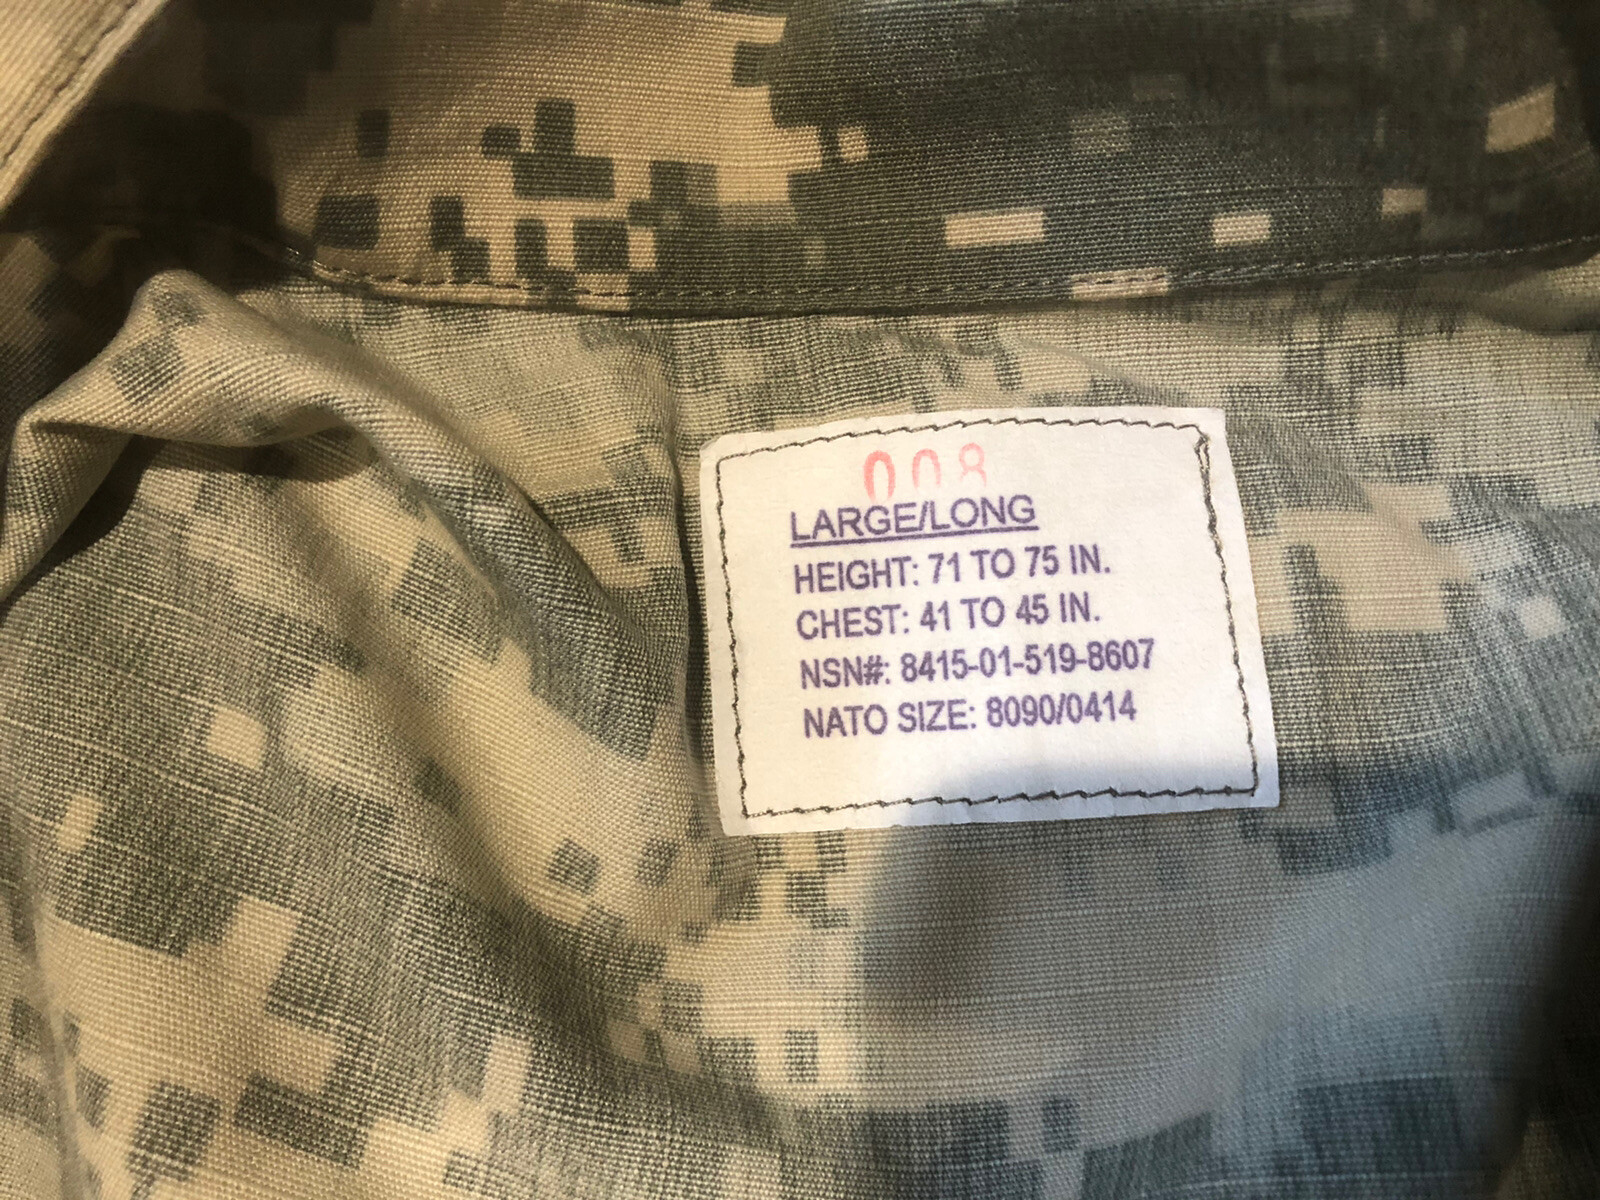 008
LARGE/LONG
HEIGHT: 71 TO 75 IN.
CHEST: 41 TO 45 IN.
NSN#: 8415-01-519-8607
NATO SIZE: 8090/0414